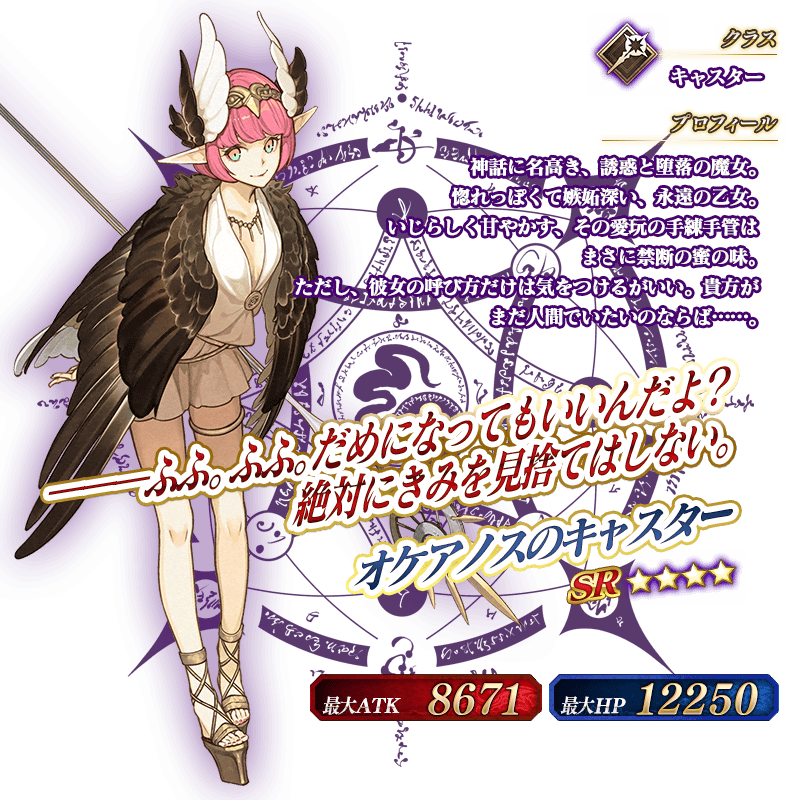 クラス
キャスター
プロフィール
神話に名高き、誘惑と堕落の魔女。
惚れっぽくて嫉妬深い、永遠の乙女。
いじらしく甘やかす、その愛玩の手練手管は
まさに禁断の蜜の味。
ただし、彼女の呼び方だけは気をつけるがいい。貴方が
まだ人間でいたいのならば……。
――ふふ。ふふ。だめになってもいいんだよ?
絶対にきみを見捨てはしない。
オケアノスのキャスター
SR
最大ATK 8671
最大HP 12250